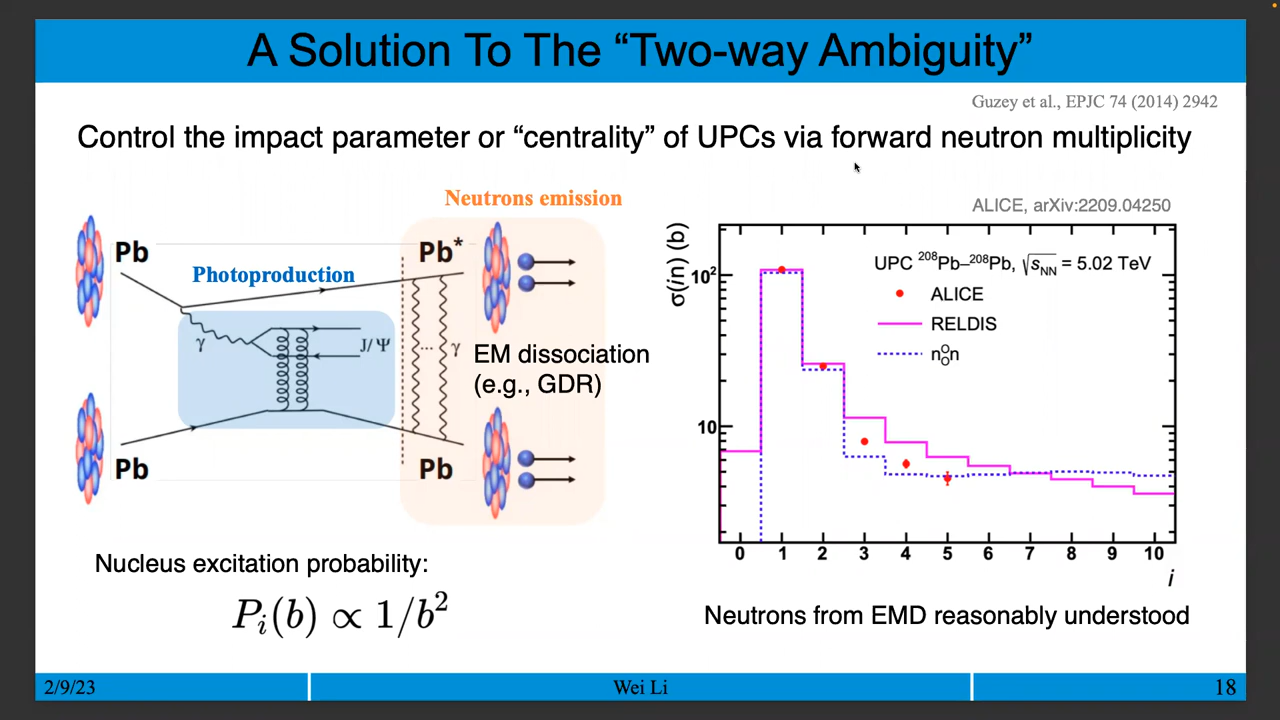 A Solution To The “Two-way Ambiguity”
Guzey et al., EPJC 74 (2014) 2942
Control the impact parameter or “centrality” of UPCs via forward neutron multiplicity
Neutrons emission
Pb
Pb*
Photoproduction
γ
J/Ψ
...
γ
EM dissociation
(e.g., GDR)
Pb
Pb
Nucleus excitation probability:
P_i(b) ∝ 1/b²
ALICE, arXiv:2209.04250
σ(in) (b)
UPC ²⁰⁸Pb–²⁰⁸Pb, √s_NN = 5.02 TeV
10²
ALICE
RELDIS
n_O^On
10
0 1 2 3 4 5 6 7 8 9 10
i
Neutrons from EMD reasonably understood
2/9/23
Wei Li
18